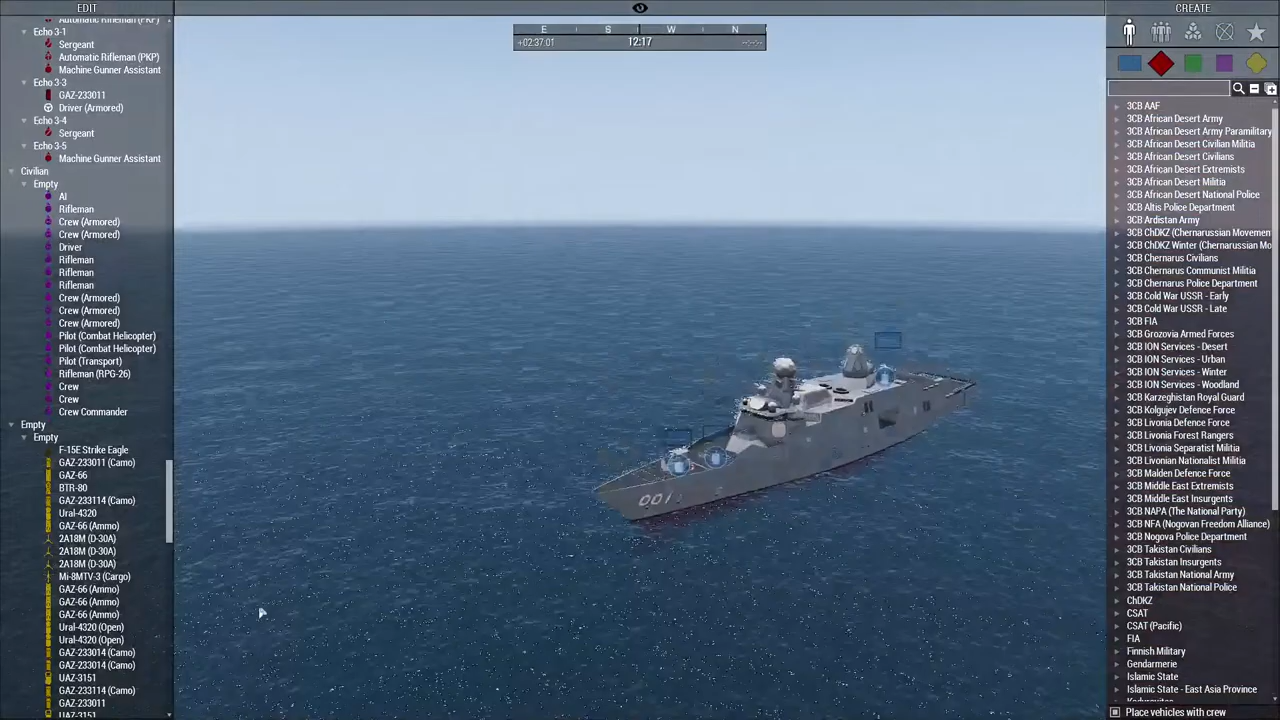 EDIT
Automatic Rifleman (PKP)
Echo 3-1
Sergeant
Automatic Rifleman (PKP)
Machine Gunner Assistant
Echo 3-3
GAZ-233011
Driver (Armored)
Echo 3-4
Sergeant
Echo 3-5
Machine Gunner Assistant
Civilian
Empty
AI
Rifleman
Crew (Armored)
Crew (Armored)
Driver
Rifleman
Rifleman
Rifleman
Crew (Armored)
Crew (Armored)
Crew (Armored)
Pilot (Combat Helicopter)
Pilot (Combat Helicopter)
Pilot (Transport)
Rifleman (RPG-26)
Crew
Crew
Crew Commander
Empty
Empty
F-15E Strike Eagle
GAZ-233011 (Camo)
GAZ-66
BTR-80
GAZ-233114 (Camo)
Ural-4320
GAZ-66 (Ammo)
2A18M (D-30A)
2A18M (D-30A)
2A18M (D-30A)
Mi-8MTV-3 (Cargo)
GAZ-66 (Ammo)
GAZ-66 (Ammo)
GAZ-66 (Ammo)
Ural-4320 (Open)
Ural-4320 (Open)
GAZ-233014 (Camo)
GAZ-233014 (Camo)
UAZ-3151
GAZ-233114 (Camo)
GAZ-233011
UAZ-3151
E S W N
+02:37:01 12:17 --:--:--
001
CREATE
3CB AAF
3CB African Desert Army
3CB African Desert Army Paramilitary
3CB African Desert Civilian Militia
3CB African Desert Civilians
3CB African Desert Extremists
3CB African Desert Militia
3CB African Desert National Police
3CB Altis Police Department
3CB Ardistan Army
3CB ChDKZ (Chernarussian Movemen
3CB ChDKZ Winter (Chernarussian Mo
3CB Chernarus Civilians
3CB Chernarus Communist Militia
3CB Chernarus Police Department
3CB Cold War USSR - Early
3CB Cold War USSR - Late
3CB FIA
3CB Grozovia Armed Forces
3CB ION Services - Desert
3CB ION Services - Urban
3CB ION Services - Winter
3CB ION Services - Woodland
3CB Karzeghistan Royal Guard
3CB Kolgujev Defence Force
3CB Livonia Defence Force
3CB Livonia Forest Rangers
3CB Livonia Separatist Militia
3CB Livonian Nationalist Militia
3CB Malden Defence Force
3CB Middle East Extremists
3CB Middle East Insurgents
3CB NAPA (The National Party)
3CB NFA (Nogovan Freedom Alliance)
3CB Nogova Police Department
3CB Takistan Civilians
3CB Takistan Insurgents
3CB Takistan National Army
3CB Takistan National Police
ChDKZ
CSAT
CSAT (Pacific)
FIA
Finnish Military
Gendarmerie
Islamic State
Islamic State - East Asia Province
Place vehicles with crew